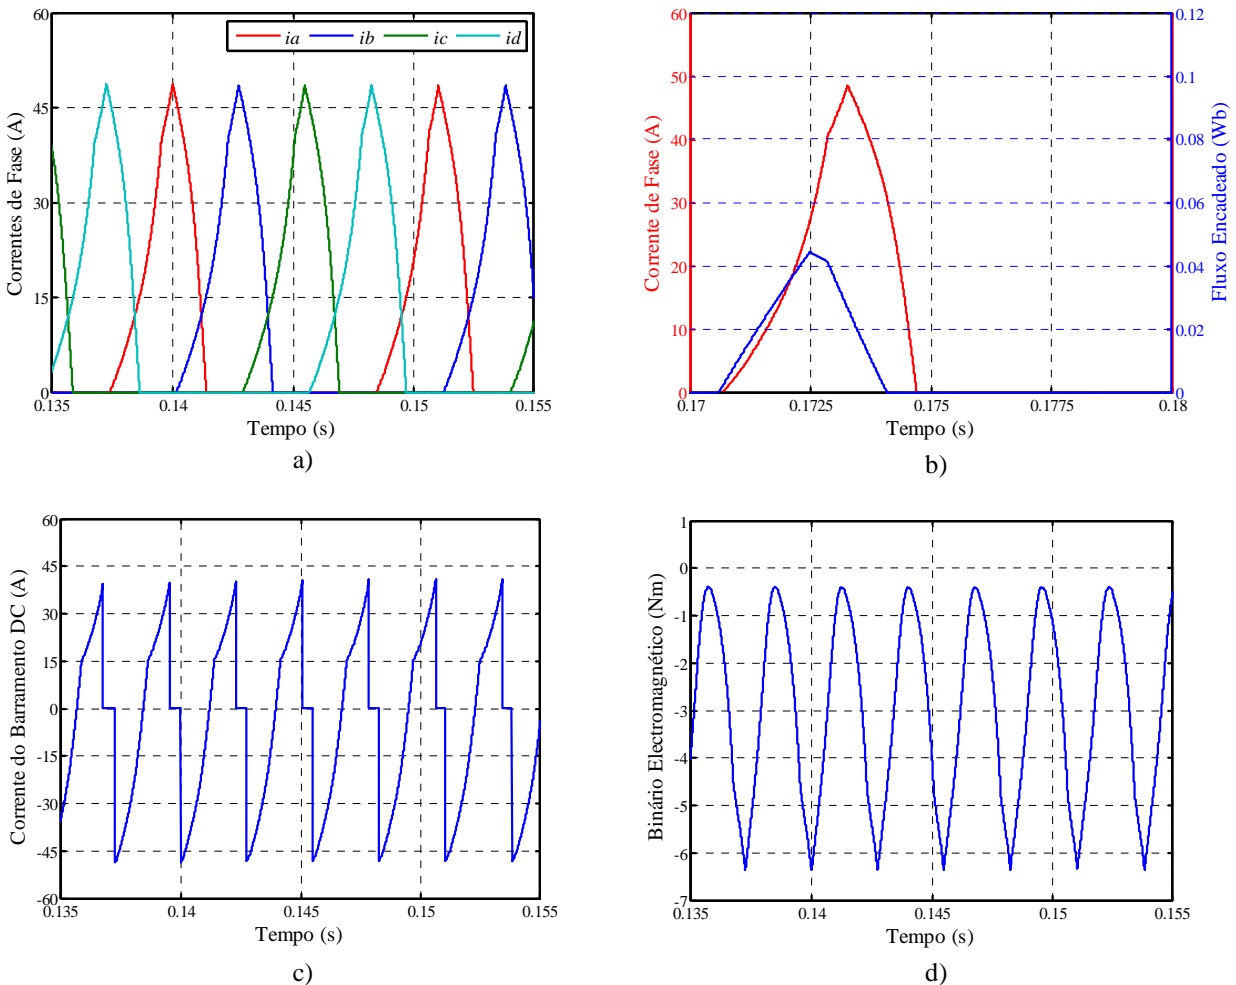 60
45
30
15
0
Correntes de Fase (A)
ia ib ic id
0.135 0.14 0.145 0.15 0.155
Tempo (s)
a)
60
50
40
30
20
10
0
Corrente de Fase (A)
0.12
0.1
0.08
0.06
0.04
0.02
0
Fluxo Encadeado (Wb)
0.17 0.1725 0.175 0.1775 0.18
Tempo (s)
b)
60
45
30
15
0
-15
-30
-45
-60
Corrente do Barramento DC (A)
0.135 0.14 0.145 0.15 0.155
Tempo (s)
c)
1
0
-1
-2
-3
-4
-5
-6
-7
Binário Electromagnético (Nm)
0.135 0.14 0.145 0.15 0.155
Tempo (s)
d)